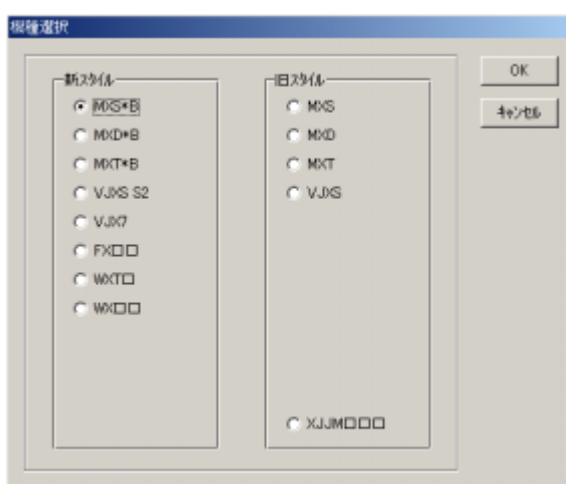 機種選択
新スタイル
MXS*B
MXD*B
MXT*B
VJXS S2
VJX7
FX□□
WXT□
WX□□
旧スタイル
MXS
MXD
MXT
VJXS
XJJM□□□
OK
キャンセル